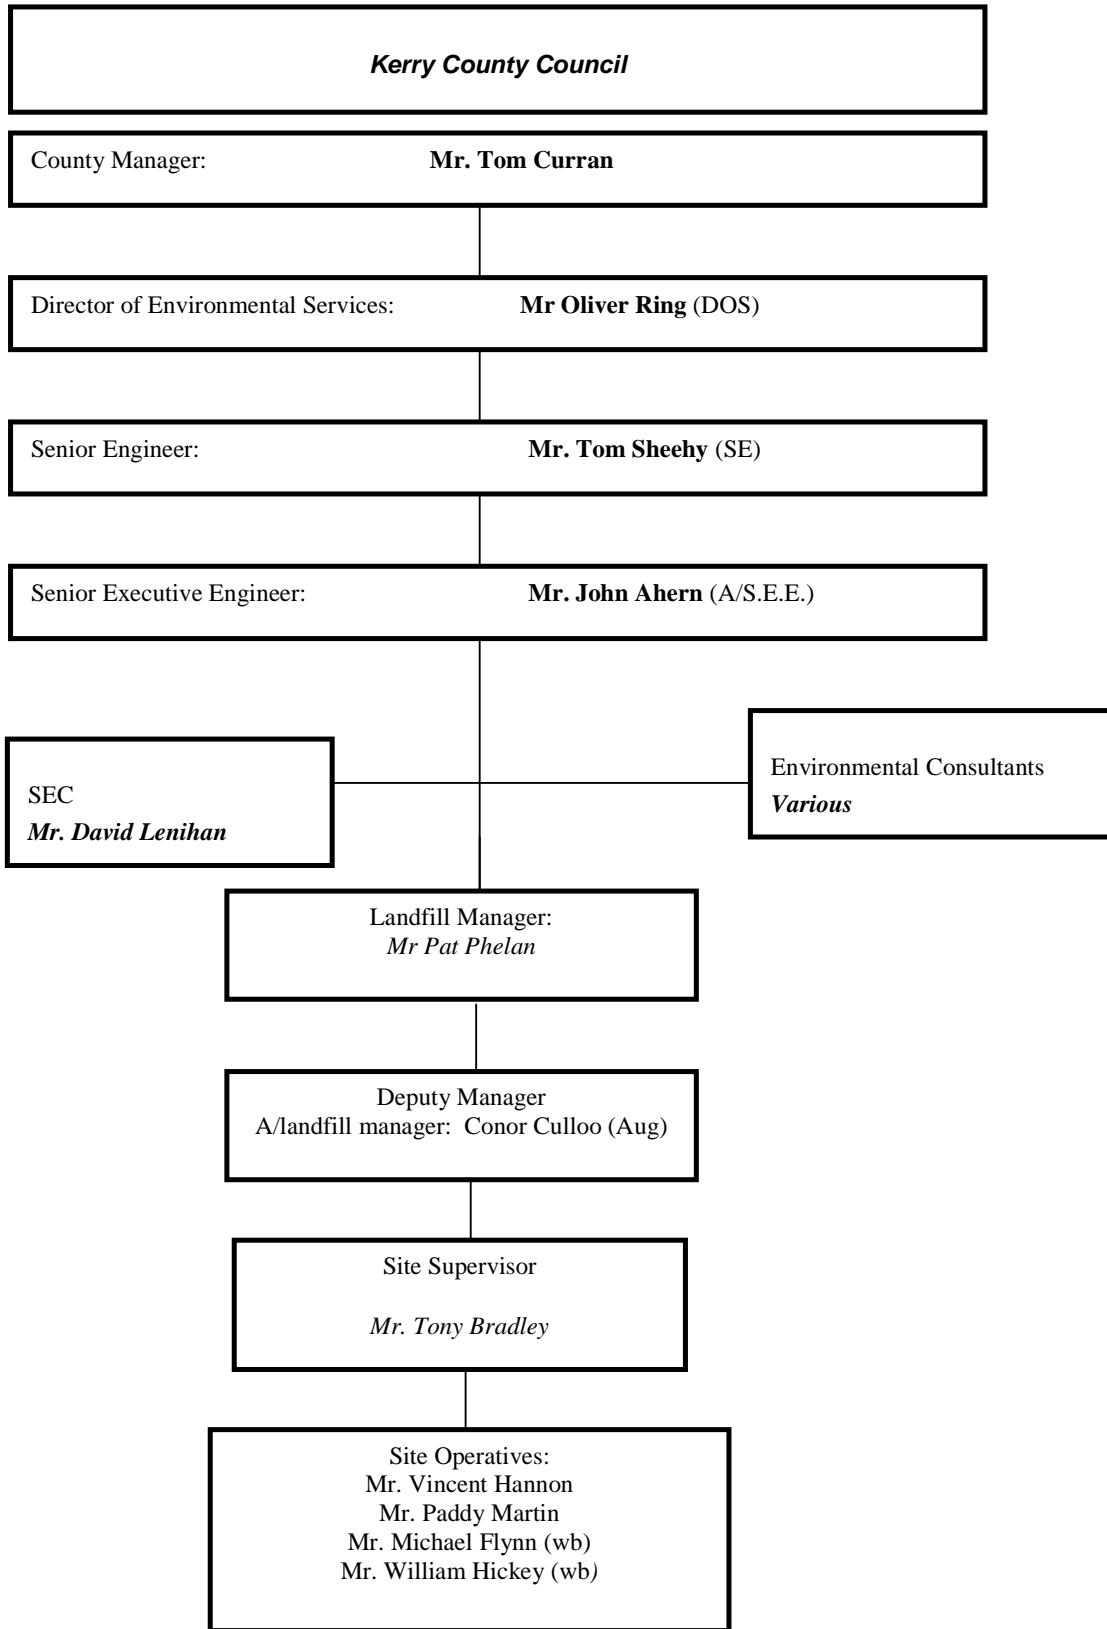 Kerry County Council
County Manager: Mr. Tom Curran
Director of Environmental Services: Mr Oliver Ring (DOS)
Senior Engineer: Mr. Tom Sheehy (SE)
Senior Executive Engineer: Mr. John Ahern (A/S.E.E.)
SEC
Mr. David Lenihan
Environmental Consultants
Various
Landfill Manager:
Mr Pat Phelan
Deputy Manager
A/landfill manager: Conor Culloo (Aug)
Site Supervisor
Mr. Tony Bradley
Site Operatives:
Mr. Vincent Hannon
Mr. Paddy Martin
Mr. Michael Flynn (wb)
Mr. William Hickey (wb)